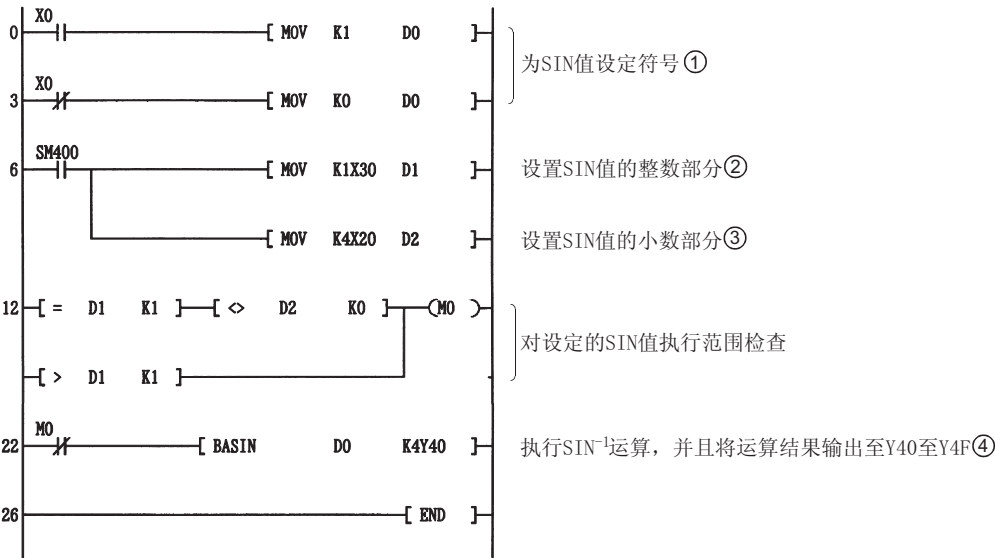 X0
0 [ MOV K1 D0 ]
为SIN值设定符号①
X0
3 [ MOV K0 D0 ]
SM400
6 [ MOV K1X30 D1 ]
设置SIN值的整数部分②
[ MOV K4X20 D2 ]
设置SIN值的小数部分③
12 [ = D1 K1 ] [ <> D2 K0 ] (M0 )
对设定的SIN值执行范围检查
[ > D1 K1 ]
M0
22 [ BASIN D0 K4Y40 ]
执行SIN⁻¹运算，并且将运算结果输出至Y40至Y4F④
26 [ END ]